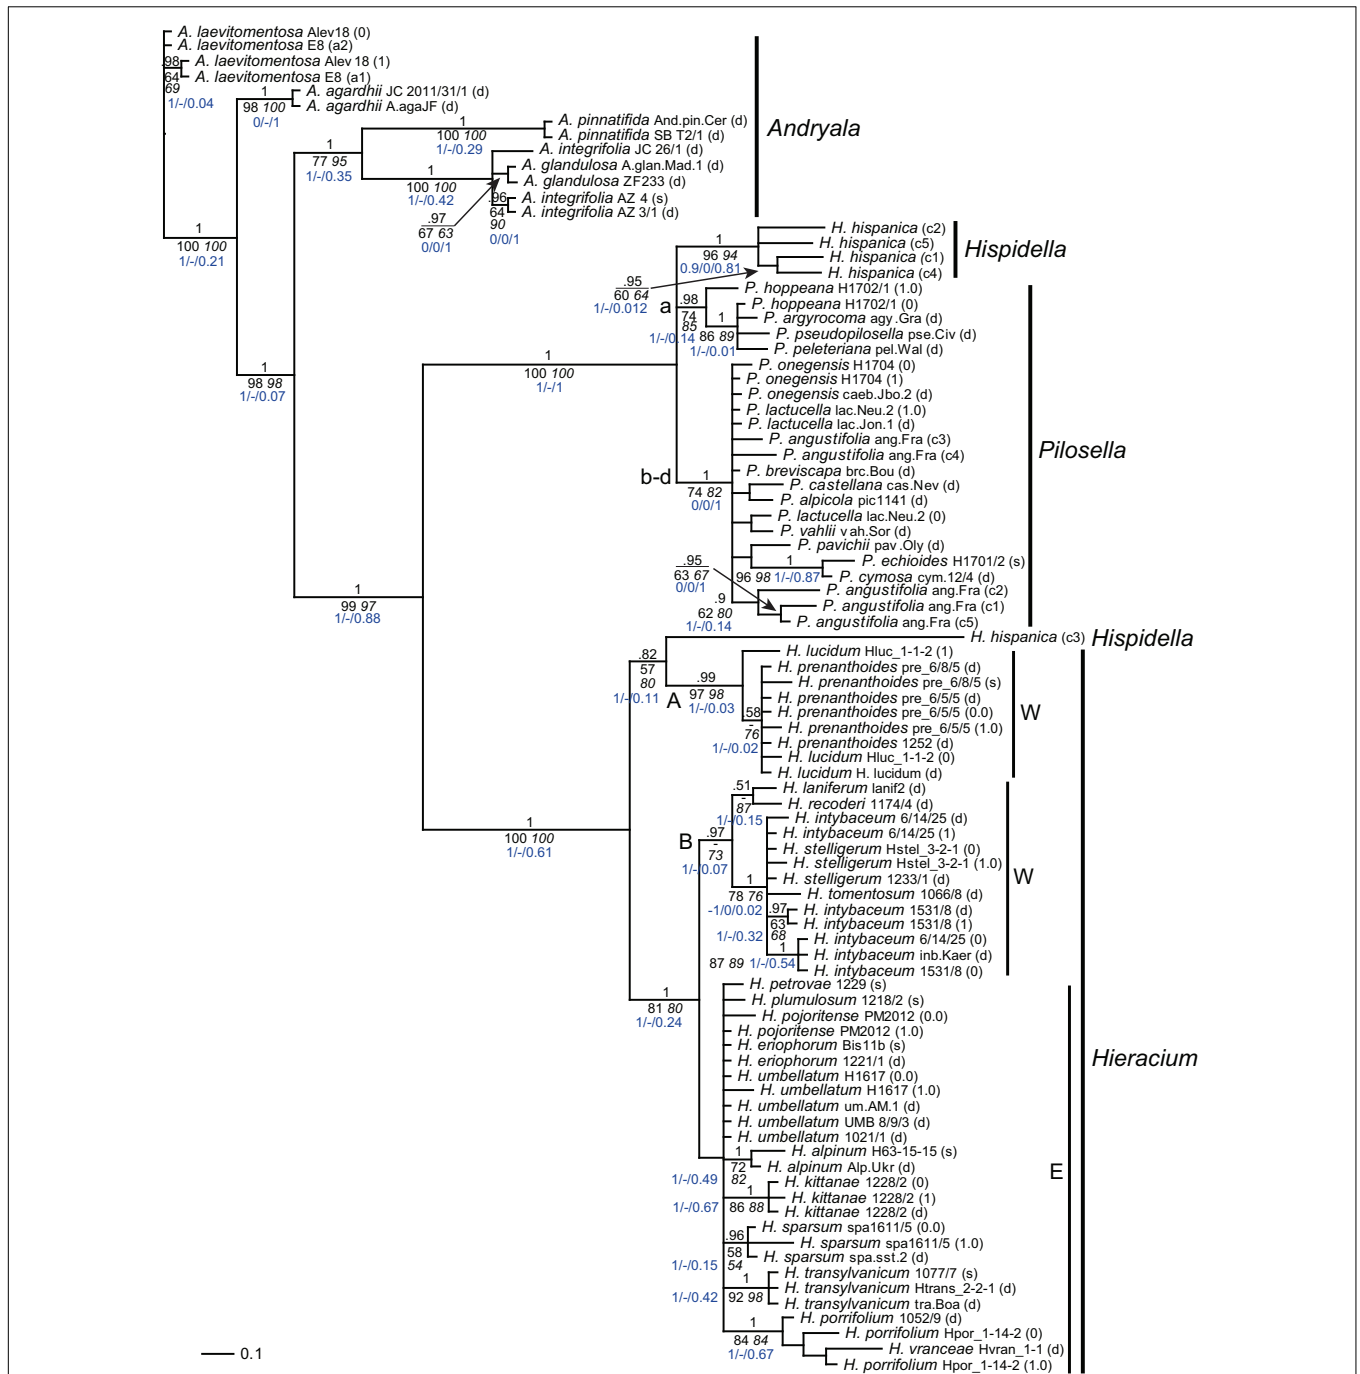 A. laevitomentosa Alev18 (0)
A. laevitomentosa E8 (a2)
A. laevitomentosa Alev 18 (1)
A. laevitomentosa E8 (a1)
.98
64
69
1/-/0.04
A. agardhii JC 2011/31/1 (d)
A. agardhii A.agaJF (d)
1
98 100
0/-/1
A. pinnatifida And.pin.Cer (d)
A. pinnatifida SB T2/1 (d)
1
100 100
1/-/0.29
Andryala
A. integrifolia JC 26/1 (d)
A. glandulosa A.glan.Mad.1 (d)
A. glandulosa ZF233 (d)
A. integrifolia AZ 4 (s)
A. integrifolia AZ 3/1 (d)
1
77 95
1/-/0.35
1
100 100
1/-/0.42
.96
64
90
0/0/1
.97
67 63
0/0/1
1
100 100
1/-/0.21
H. hispanica (c2)
H. hispanica (c5)
H. hispanica (c1)
H. hispanica (c4)
Hispidella
1
96 94
0.9/0/0.81
.95
60 64
1/-/0.012
a
.98
74
85
1/-/0.14
P. hoppeana H1702/1 (1.0)
P. hoppeana H1702/1 (0)
P. argyrocoma agy.Gra (d)
P. pseudopilosella pse.Civ (d)
P. peleteriana pel.Wal (d)
1
86 89
1/-/0.01
1
100 100
1/-/1
1
98 98
1/-/0.07
P. onegensis H1704 (0)
P. onegensis H1704 (1)
P. onegensis caeb.Jbo.2 (d)
P. lactucella lac.Neu.2 (1.0)
P. lactucella lac.Jon.1 (d)
P. angustifolia ang.Fra (c3)
P. angustifolia ang.Fra (c4)
P. breviscapa brc.Bou (d)
P. castellana cas.Nev (d)
P. alpicola pic1141 (d)
P. lactucella lac.Neu.2 (0)
P. vahlii vah.Sor (d)
P. pavichii pav.Oly (d)
P. echioides H1701/2 (s)
P. cymosa cym.12/4 (d)
P. angustifolia ang.Fra (c2)
P. angustifolia ang.Fra (c1)
P. angustifolia ang.Fra (c5)
Pilosella
b-d
1
74 82
0/0/1
1
96 98 1/-/0.87
.95
63 67
0/0/1
.9
62 80
1/-/0.14
1
99 97
1/-/0.88
H. hispanica (c3)
Hispidella
.82
57
80
1/-/0.11
A
.99
97 98
1/-/0.03
H. lucidum Hluc_1-1-2 (1)
H. prenanthoides pre_6/8/5 (d)
H. prenanthoides pre_6/8/5 (s)
H. prenanthoides pre_6/5/5 (d)
H. prenanthoides pre_6/5/5 (0.0)
H. prenanthoides pre_6/5/5 (1.0)
H. prenanthoides 1252 (d)
H. lucidum Hluc_1-1-2 (0)
H. lucidum H. lucidum (d)
W
.58
-
76
1/-/0.02
1
100 100
1/-/0.61
H. laniferum lanif2 (d)
H. recoderi 1174/4 (d)
.51
-
87
1/-/0.15
B
.97
-
73
1/-/0.07
H. intybaceum 6/14/25 (d)
H. intybaceum 6/14/25 (1)
H. stelligerum Hstel_3-2-1 (0)
H. stelligerum Hstel_3-2-1 (1.0)
H. stelligerum 1233/1 (d)
H. tomentosum 1066/8 (d)
H. intybaceum 1531/8 (d)
H. intybaceum 1531/8 (1)
H. intybaceum 6/14/25 (0)
H. intybaceum inb.Kaer (d)
H. intybaceum 1531/8 (0)
W
1
78 76
-1/0/0.02
.97
63
68
1/-/0.32
1
87 89 1/-/0.54
1
81 80
1/-/0.24
H. petrovae 1229 (s)
H. plumulosum 1218/2 (s)
H. pojoritense PM2012 (0.0)
H. pojoritense PM2012 (1.0)
H. eriophorum Bis11b (s)
H. eriophorum 1221/1 (d)
H. umbellatum H1617 (0.0)
H. umbellatum H1617 (1.0)
H. umbellatum um.AM.1 (d)
H. umbellatum UMB 8/9/3 (d)
H. umbellatum 1021/1 (d)
Hieracium
E
H. alpinum H63-15-15 (s)
H. alpinum Alp.Ukr (d)
1
72
82
1/-/0.49
H. kittanae 1228/2 (0)
H. kittanae 1228/2 (1)
H. kittanae 1228/2 (d)
1
86 88
1/-/0.67
H. sparsum spa1611/5 (0.0)
H. sparsum spa1611/5 (1.0)
H. sparsum spa.sst.2 (d)
.96
58
54
1/-/0.15
H. transylvanicum 1077/7 (s)
H. transylvanicum Htrans_2-2-1 (d)
H. transylvanicum tra.Boa (d)
1
92 98
1/-/0.42
H. porrifolium 1052/9 (d)
H. porrifolium Hpor_1-14-2 (0)
H. vranceae Hvran_1-1 (d)
H. porrifolium Hpor_1-14-2 (1.0)
1
84 84
1/-/0.67
0.1